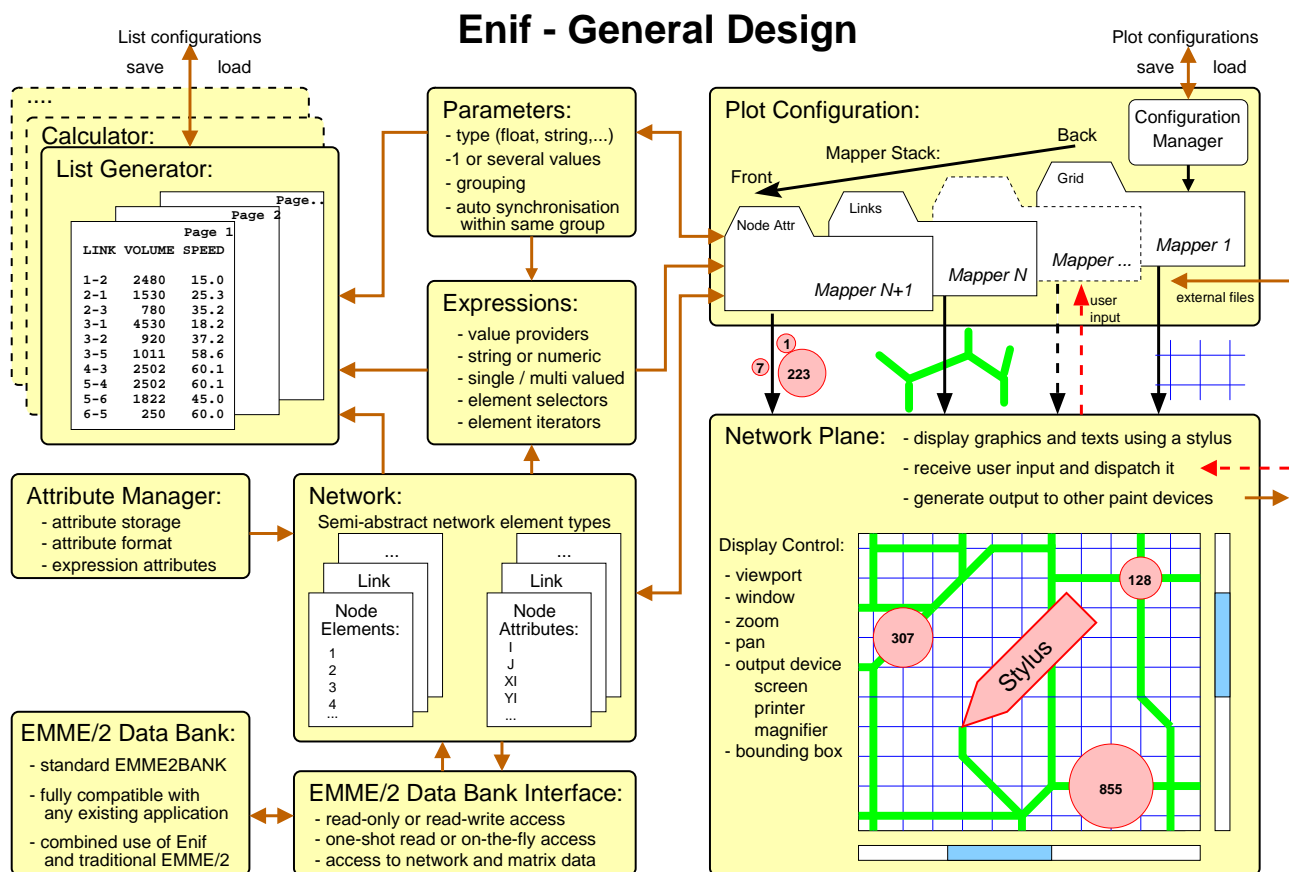 Enif - General Design
List configurations
save load
....
Calculator:
List Generator:
Page..
Page 2
Page 1
LINK VOLUME SPEED
1-2 2480 15.0
2-1 1530 25.3
2-3 780 35.2
3-1 4530 18.2
3-2 920 37.2
3-5 1011 58.6
4-3 2502 60.1
5-4 2502 60.1
5-6 1822 45.0
6-5 250 60.0
Parameters:
- type (float, string,...)
-1 or several values
- grouping
- auto synchronisation
within same group
Expressions:
- value providers
- string or numeric
- single / multi valued
- element selectors
- element iterators
Plot configurations
save load
Plot Configuration:
Configuration
Manager
Mapper Stack:
Back
Front
Node Attr
Links
Grid
Mapper N+1
Mapper N
Mapper ...
Mapper 1
user
input
external files
1
7
223
Attribute Manager:
- attribute storage
- attribute format
- expression attributes
Network:
Semi-abstract network element types
...
Link
Node
Elements:
1
2
3
4
...
...
Link
Node
Attributes:
I
J
XI
YI
...
EMME/2 Data Bank:
- standard EMME2BANK
- fully compatible with
any existing application
- combined use of Enif
and traditional EMME/2
EMME/2 Data Bank Interface:
- read-only or read-write access
- one-shot read or on-the-fly access
- access to network and matrix data
Network Plane:
- display graphics and texts using a stylus
- receive user input and dispatch it
- generate output to other paint devices
Display Control:
- viewport
- window
- zoom
- pan
- output device
screen
printer
magnifier
- bounding box
128
307
Stylus
855